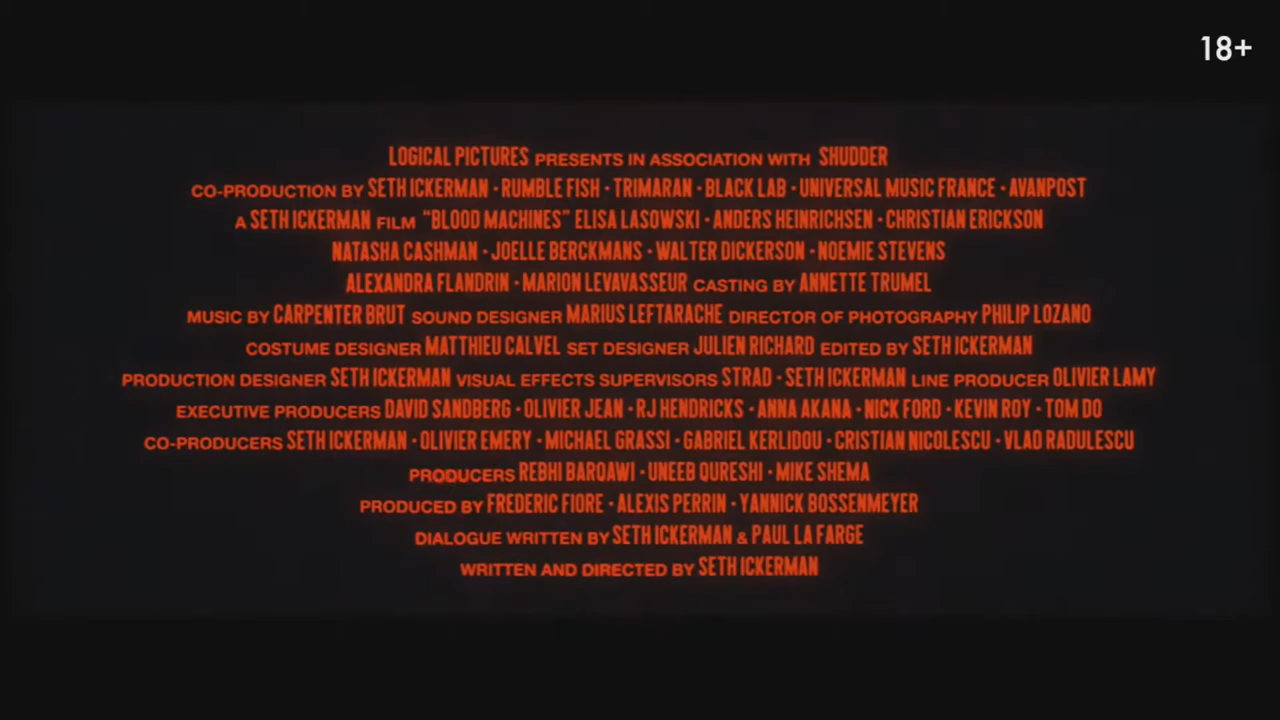 18+
LOGICAL PICTURES PRESENTS IN ASSOCIATION WITH SHUDDER
CO-PRODUCTION BY SETH ICKERMAN · RUMBLE FISH · TRIMARAN · BLACK LAB · UNIVERSAL MUSIC FRANCE · AVANPOST
A SETH ICKERMAN FILM “BLOOD MACHINES” ELISA LASOWSKI · ANDERS HEINRICHSEN · CHRISTIAN ERICKSON
NATASHA CASHMAN · JOELLE BERCKMANS · WALTER DICKERSON · NOEMIE STEVENS
ALEXANDRA FLANDRIN · MARION LEVAVASSEUR CASTING BY ANNETTE TRUMEL
MUSIC BY CARPENTER BRUT SOUND DESIGNER MARIUS LEFTARACHE DIRECTOR OF PHOTOGRAPHY PHILIP LOZANO
COSTUME DESIGNER MATTHIEU CALVEL SET DESIGNER JULIEN RICHARD EDITED BY SETH ICKERMAN
PRODUCTION DESIGNER SETH ICKERMAN VISUAL EFFECTS SUPERVISORS STRAD · SETH ICKERMAN LINE PRODUCER OLIVIER LAMY
EXECUTIVE PRODUCERS DAVID SANDBERG · OLIVIER JEAN · RJ HENDRICKS · ANNA AKANA · NICK FORD · KEVIN ROY · TOM DO
CO-PRODUCERS SETH ICKERMAN · OLIVIER EMERY · MICHAEL GRASSI · GABRIEL KERLIDOU · CRISTIAN NICOLESCU · VLAD RADULESCU
PRODUCERS REBHI BARQAWI · UNEEB QURESHI · MIKE SHEMA
PRODUCED BY FREDERIC FIORE · ALEXIS PERRIN · YANNICK BOSSENMEYER
DIALOGUE WRITTEN BY SETH ICKERMAN & PAUL LA FARGE
WRITTEN AND DIRECTED BY SETH ICKERMAN